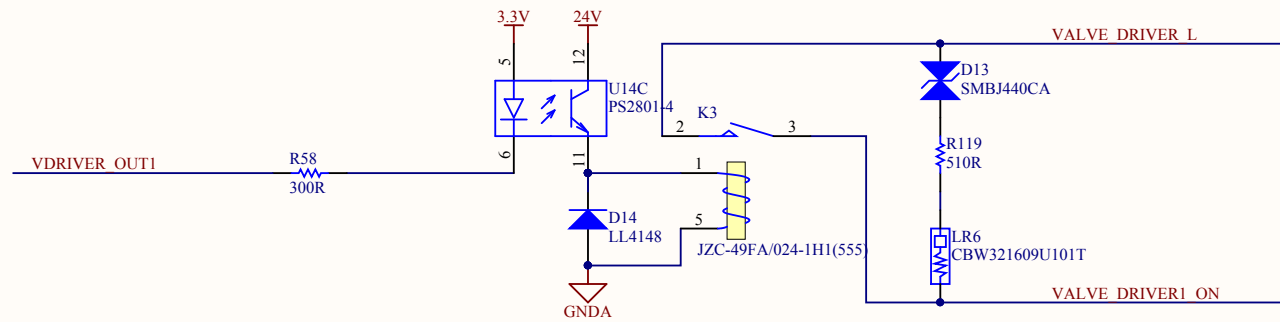 3.3V
24V
VALVE_DRIVER_L
5
12
D13
SMBJ440CA
U14C
PS2801-4
K3
2
3
R119
510R
6
11
VDRIVER_OUT1
R58
300R
1
5
D14
LL4148
JZC-49FA/024-1H1(555)
LR6
CBW321609U101T
VALVE_DRIVER1_ON
GNDA